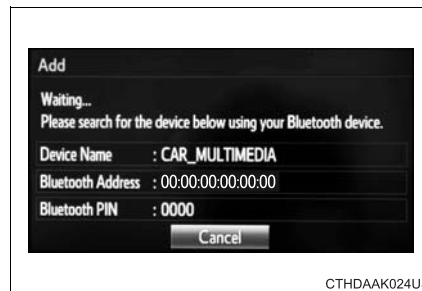 Add
Waiting...
Please search for the device below using your Bluetooth device.
Device Name : CAR_MULTIMEDIA
Bluetooth Address : 00:00:00:00:00:00
Bluetooth PIN : 0000
Cancel